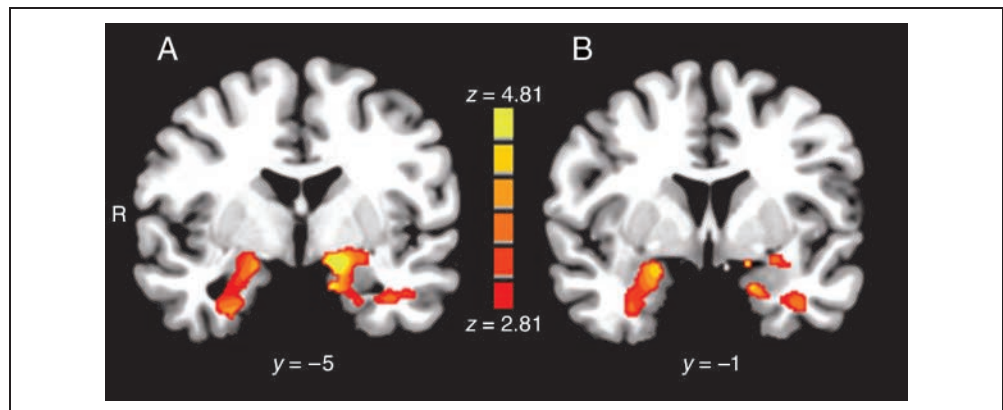 A
B
z = 4.81
R
z = 2.81
y = −5
y = −1